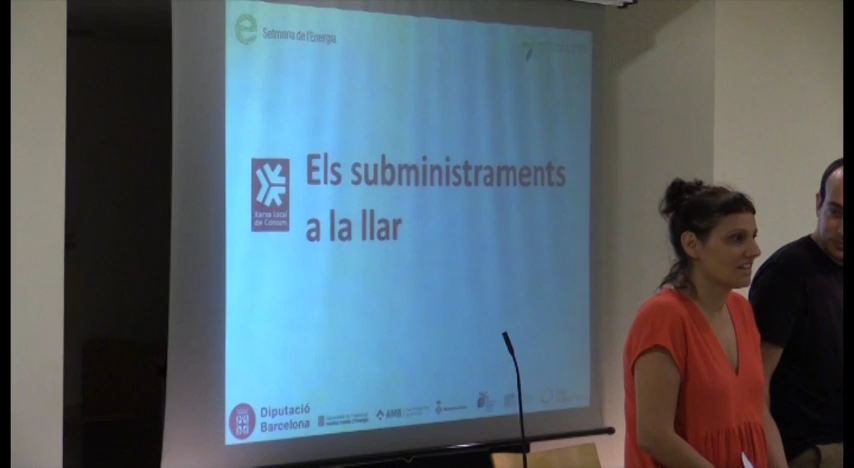 Setmana de l'Energia
Els subministraments
a la llar
Xarxa Local
de Consum
Diputació
Barcelona
AMB